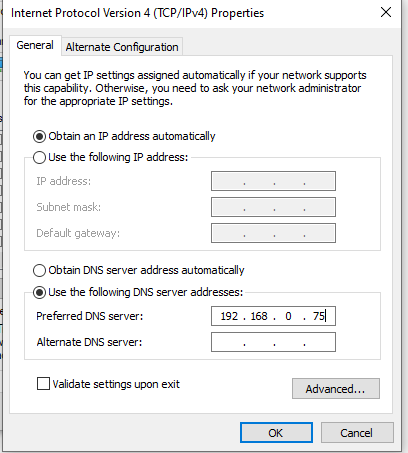 Internet Protocol Version 4 (TCP/IPv4) Properties
General
Alternate Configuration
You can get IP settings assigned automatically if your network supports
this capability. Otherwise, you need to ask your network administrator
for the appropriate IP settings.
Obtain an IP address automatically
Use the following IP address:
IP address:
. . .
Subnet mask:
. . .
Default gateway:
. . .
Obtain DNS server address automatically
Use the following DNS server addresses:
Preferred DNS server:
192 . 168 . 0 . 75
Alternate DNS server:
. . .
Validate settings upon exit
Advanced...
OK
Cancel